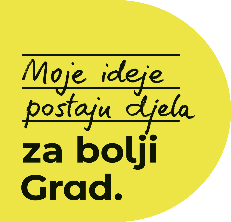 Moje ideje
postaju djela
za bolji
Grad.